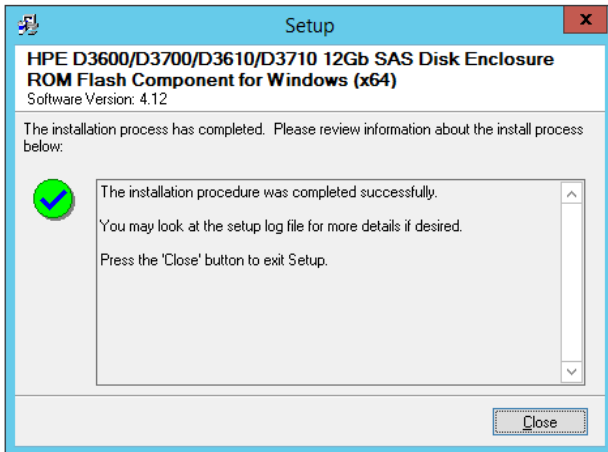 Setup
x
HPE D3600/D3700/D3610/D3710 12Gb SAS Disk Enclosure
ROM Flash Component for Windows (x64)
Software Version: 4.12
The installation process has completed. Please review information about the install process
below:
The installation procedure was completed successfully.
You may look at the setup log file for more details if desired.
Press the 'Close' button to exit Setup.
Close